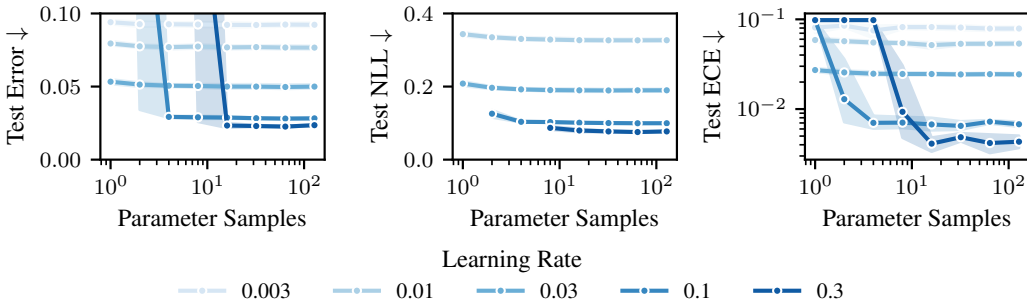 Test Error ↓
0.10
0.05
0.00
10⁰
10¹
10²
Parameter Samples
Test NLL ↓
0.4
0.2
0.0
10⁰
10¹
10²
Parameter Samples
Test ECE ↓
10⁻¹
10⁻²
10⁰
10¹
10²
Parameter Samples
Learning Rate
0.003 0.01 0.03 0.1 0.3